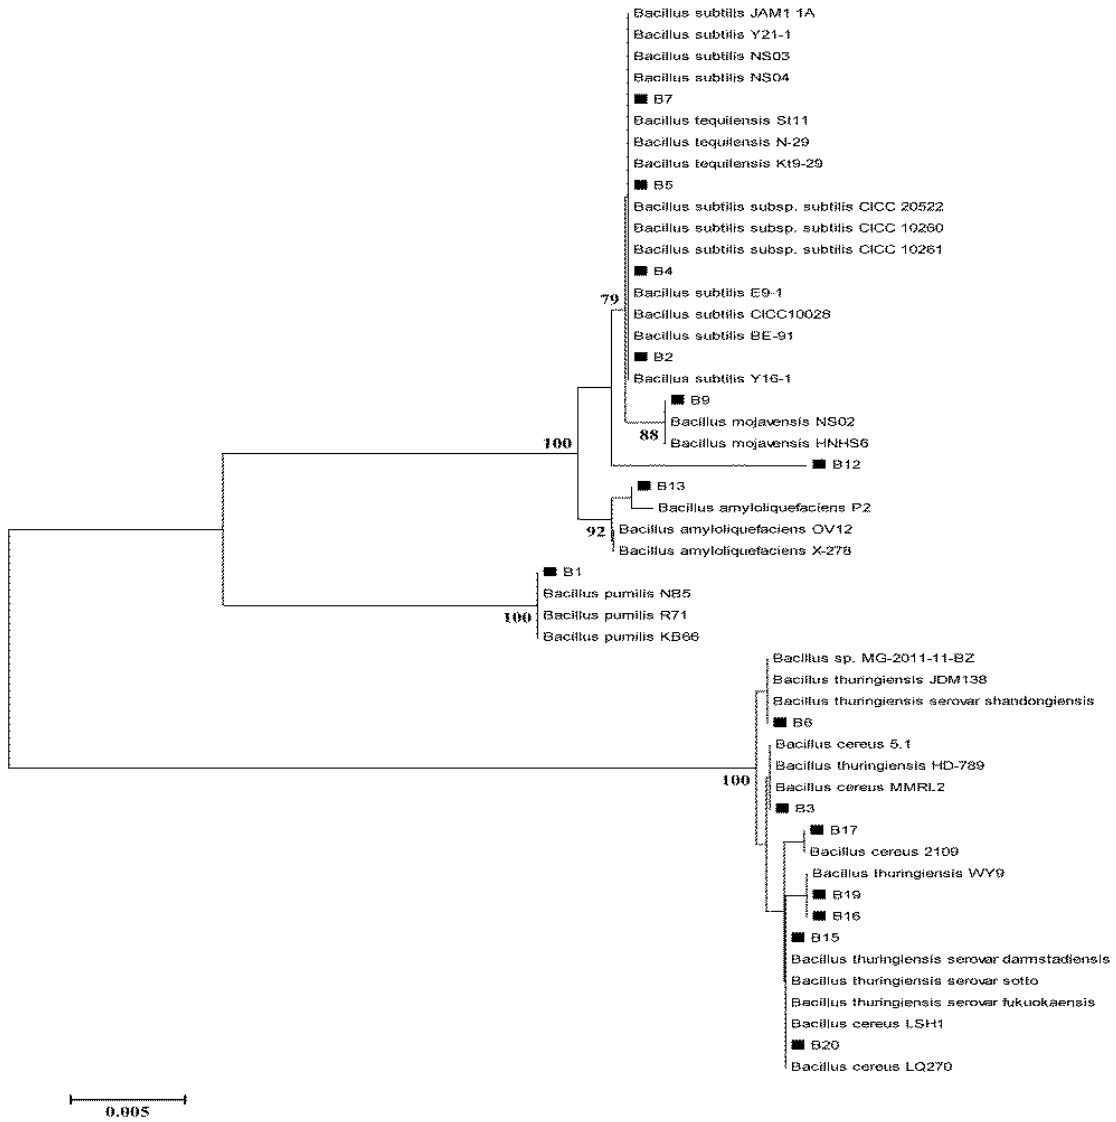 Bacillus subtilis JAM1 1A
Bacillus subtilis Y21-1
Bacillus subtilis NS03
Bacillus subtilis NS04
B7
Bacillus tequilensis St11
Bacillus tequilensis N-29
Bacillus tequilensis Kt9-29
B5
Bacillus subtilis subsp. subtilis CICC 20522
Bacillus subtilis subsp. subtilis CICC 10260
Bacillus subtilis subsp. subtilis CICC 10261
B4
Bacillus subtilis E9-1
79
Bacillus subtilis CICC10028
Bacillus subtilis BE-91
B2
Bacillus subtilis Y16-1
B9
Bacillus mojavensis NS02
88
Bacillus mojavensis HNHS6
100
B12
B13
Bacillus amyloliquefaciens P2
92
Bacillus amyloliquefaciens OV12
Bacillus amyloliquefaciens X-278
B1
Bacillus pumilis NB5
100
Bacillus pumilis R71
Bacillus pumilis KB66
Bacillus sp. MG-2011-11-BZ
Bacillus thuringiensis JDM138
Bacillus thuringiensis serovar shandongiensis
B6
Bacillus cereus 5.1
Bacillus thuringiensis HD-789
100
Bacillus cereus MMRL2
B3
B17
Bacillus cereus 2109
Bacillus thuringiensis WY9
B19
B16
B15
Bacillus thuringiensis serovar darmstadiensis
Bacillus thuringiensis serovar sotto
Bacillus thuringiensis serovar fukuokaensis
Bacillus cereus LSH1
B20
Bacillus cereus LQ270
0.005